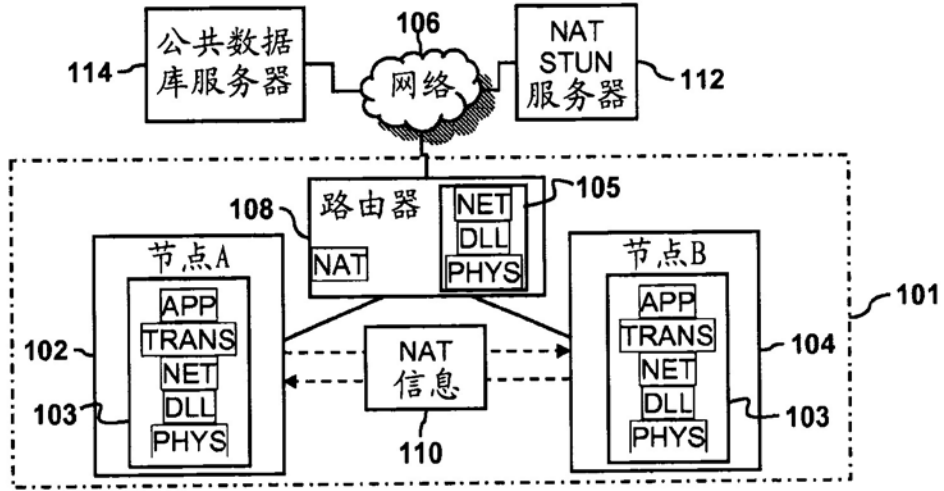 106
公共数据
库服务器
114
网络
NAT
STUN
服务器
112
路由器
108
NAT
NET
DLL
PHYS
105
节点A
APP
TRANS
NET
DLL
PHYS
102
103
NAT
信息
110
节点B
APP
TRANS
NET
DLL
PHYS
104
103
101